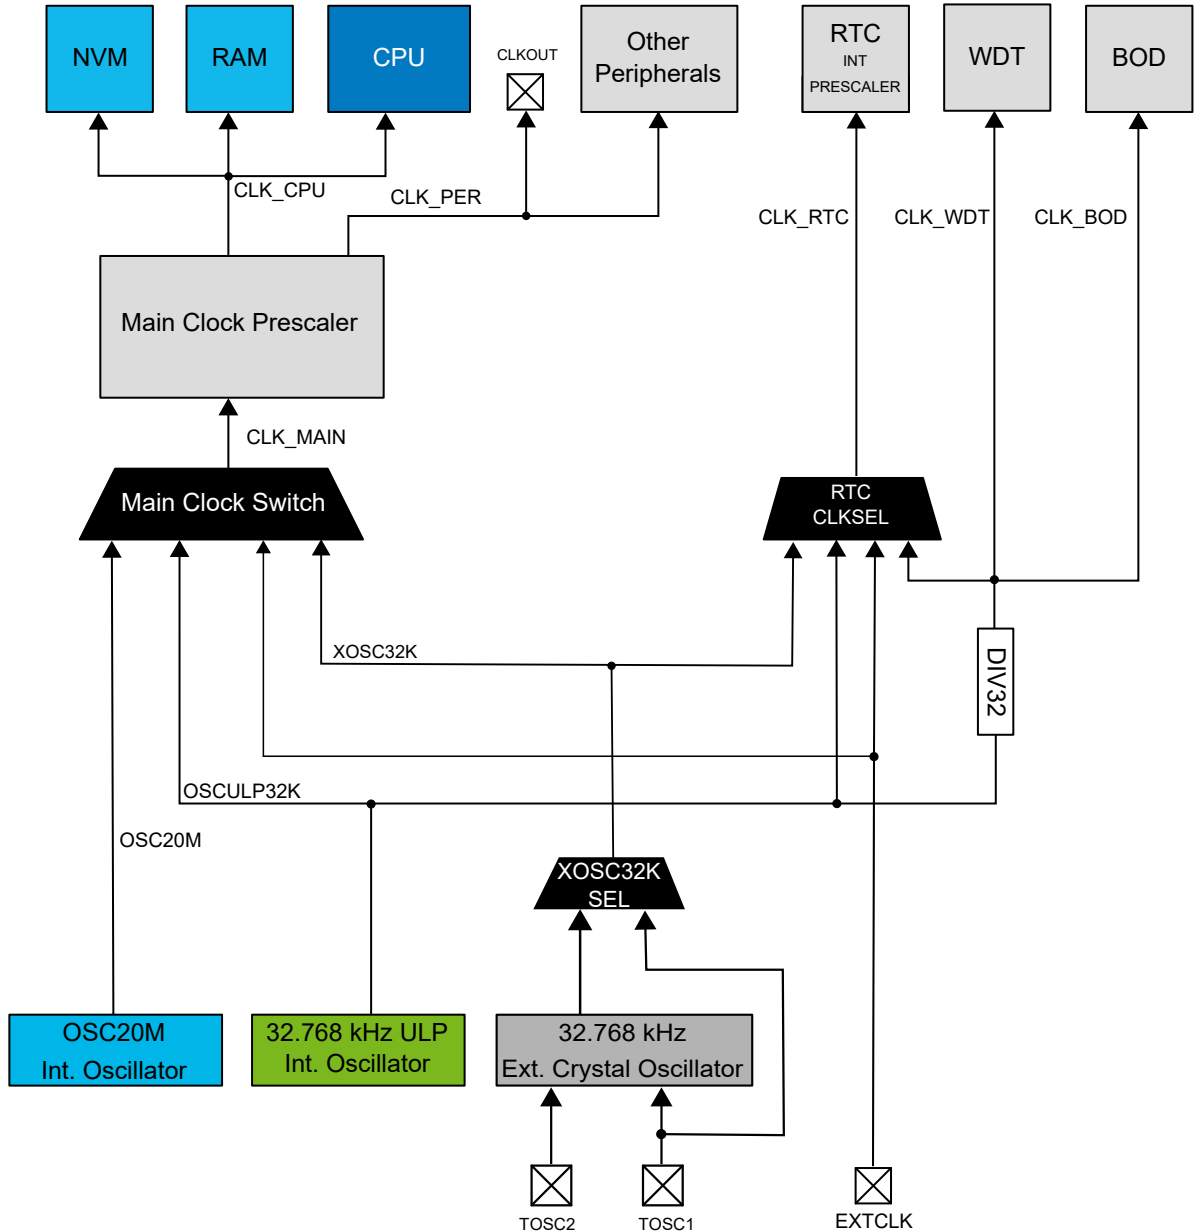 NVM
RAM
CPU
CLKOUT
Other
Peripherals
RTC
INT
PRESCALER
WDT
BOD
CLK_CPU
CLK_PER
CLK_RTC
CLK_WDT
CLK_BOD
Main Clock Prescaler
CLK_MAIN
Main Clock Switch
RTC
CLKSEL
XOSC32K
DIV32
OSCULP32K
OSC20M
XOSC32K
SEL
OSC20M
Int. Oscillator
32.768 kHz ULP
Int. Oscillator
32.768 kHz
Ext. Crystal Oscillator
TOSC2
TOSC1
EXTCLK